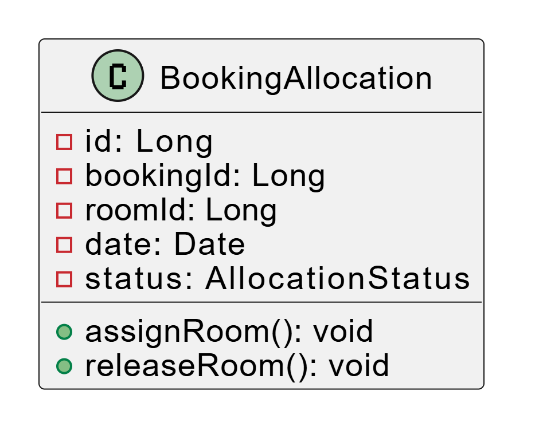 C BookingAllocation
id: Long
bookingId: Long
roomId: Long
date: Date
status: AllocationStatus
assignRoom(): void
releaseRoom(): void